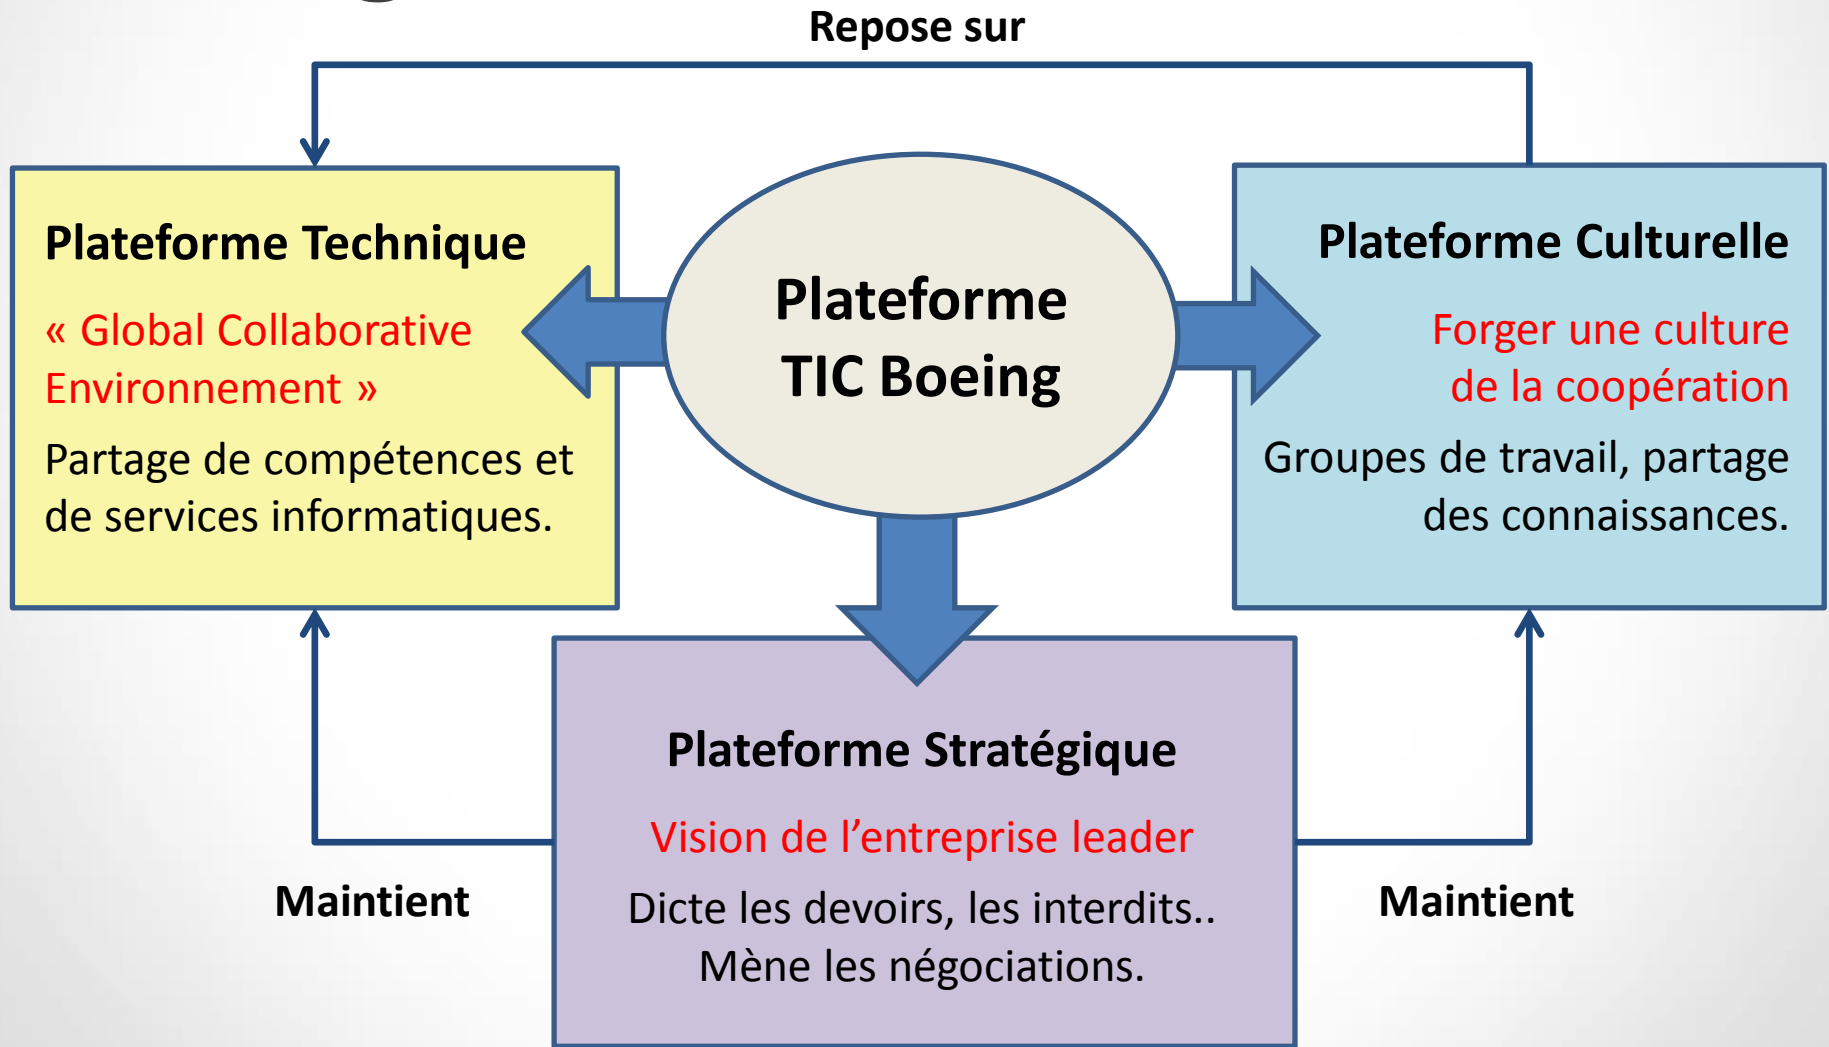 Repose sur
Plateforme Technique
« Global Collaborative
Environnement »
Partage de compétences et
de services informatiques.
Plateforme
TIC Boeing
Plateforme Culturelle
Forger une culture
de la coopération
Groupes de travail, partage
des connaissances.
Plateforme Stratégique
Vision de l’entreprise leader
Dicte les devoirs, les interdits..
Mène les négociations.
Maintient
Maintient